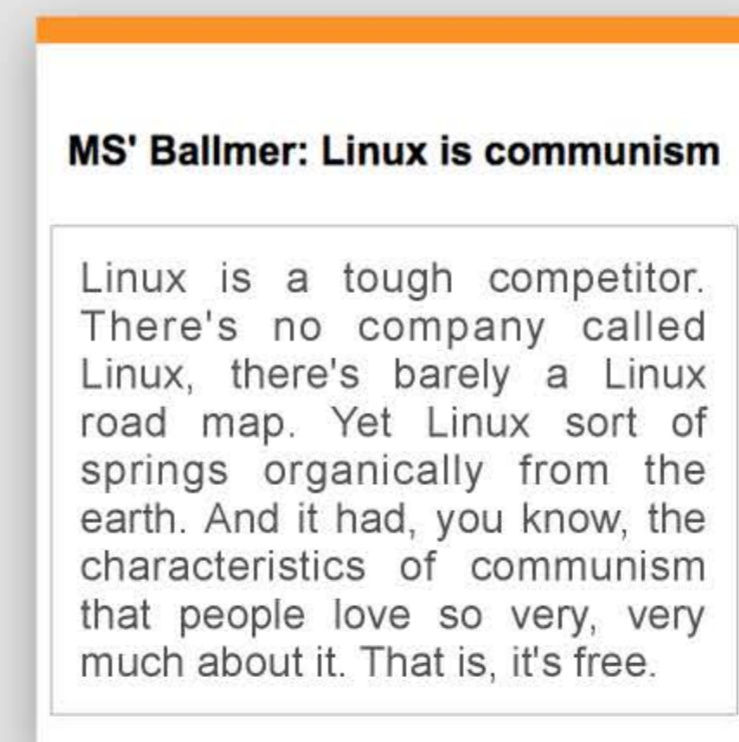 MS' Ballmer: Linux is communism
Linux is a tough competitor.
There's no company called
Linux, there's barely a Linux
road map. Yet Linux sort of
springs organically from the
earth. And it had, you know, the
characteristics of communism
that people love so very, very
much about it. That is, it's free.